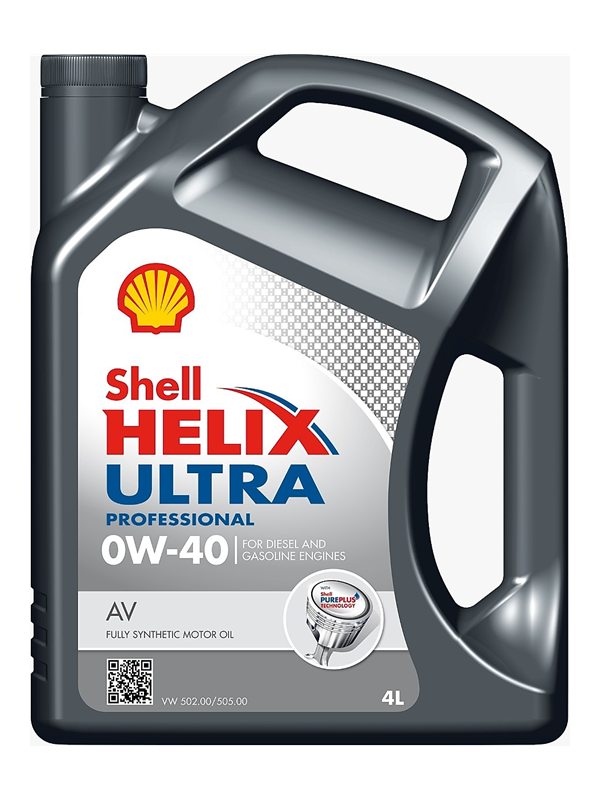 Shell
HELIX
ULTRA
PROFESSIONAL
0W-40
FOR DIESEL AND
GASOLINE ENGINES
WITH
Shell
PUREPLUS
TECHNOLOGY
AV
FULLY SYNTHETIC MOTOR OIL
VW 502.00/505.00
4L